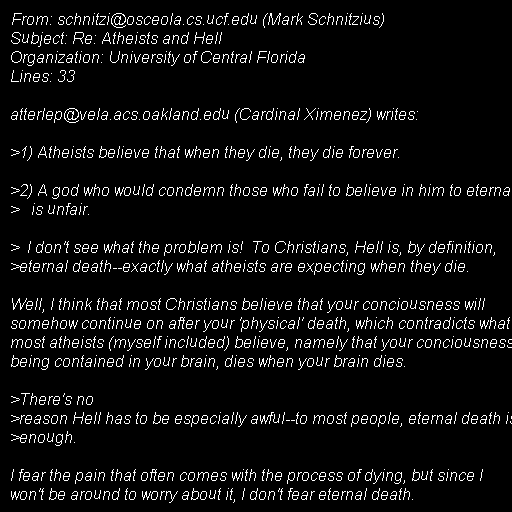 From: schnitzi@osceola.cs.ucf.edu (Mark Schnitzius)
Subject: Re: Atheists and Hell
Organization: University of Central Florida
Lines: 33

atterlep@vela.acs.oakland.edu (Cardinal Ximenez) writes:

>1) Atheists believe that when they die, they die forever.

>2) A god who would condemn those who fail to believe in him to eterna
>   is unfair.

>  I don't see what the problem is!  To Christians, Hell is, by definition,
>eternal death--exactly what atheists are expecting when they die.

Well, I think that most Christians believe that your conciousness will
somehow continue on after your 'physical' death, which contradicts what
most atheists (myself included) believe, namely that your conciousness
being contained in your brain, dies when your brain dies.

>There's no
>reason Hell has to be especially awful--to most people, eternal death is
>enough.

I fear the pain that often comes with the process of dying, but since I
won't be around to worry about it, I don't fear eternal death.